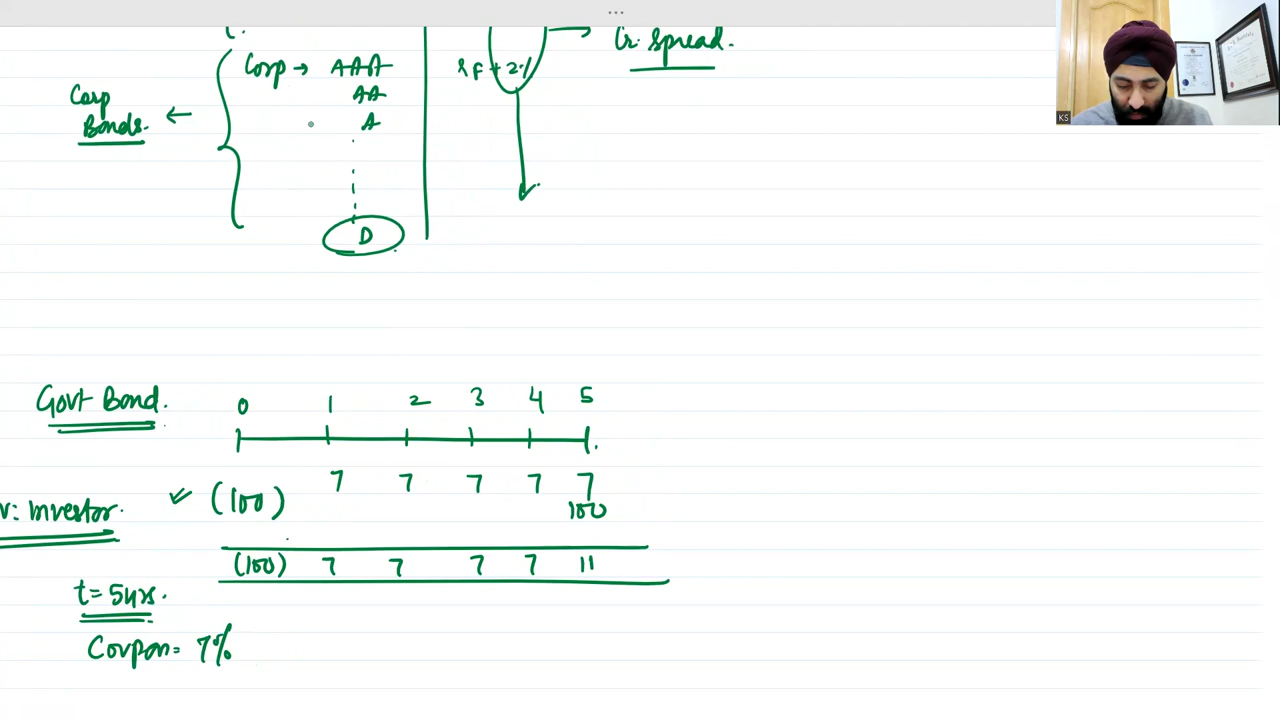 Cr. Spread.
Corp → AAA
RF + 2%
AA
A
Corp
Bonds.
D
Govt Bond.
0 1 2 3 4 5
7 7 7 7 7
(100) 100
v: Investor.
(100) 7 7 7 7 11
t = 5yrs.
Coupon = 7%
KS